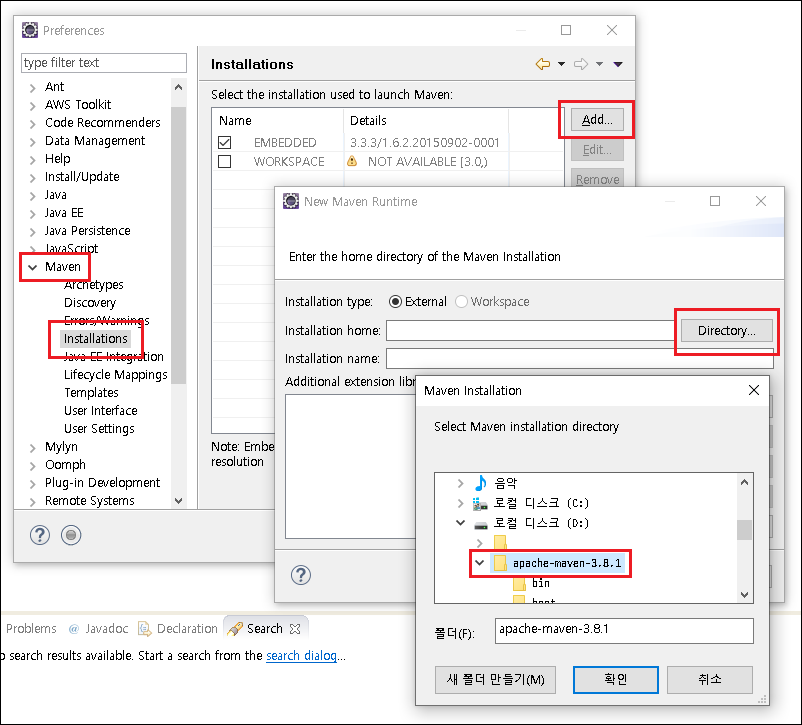 Preferences
type filter text
Ant
AWS Toolkit
Code Recommenders
Data Management
Help
Install/Update
Java
Java EE
Java Persistence
JavaScript
Maven
Archetypes
Discovery
Errors/Warnings
Installations
Java EE Integration
Lifecycle Mappings
Templates
User Interface
User Settings
Mylyn
Oomph
Plug-in Development
Remote Systems
Installations
Select the installation used to launch Maven:
Name Details
EMBEDDED 3.3.3/1.6.2.20150902-0001
WORKSPACE NOT AVAILABLE [3.0,)
Add...
Edit...
Remove
Note: Embe
resolution
New Maven Runtime
Enter the home directory of the Maven Installation
Installation type: External Workspace
Installation home: Directory...
Installation name:
Additional extension libr
Maven Installation
Select Maven installation directory
음악
로컬 디스크 (C:)
로컬 디스크 (D:)
apache-maven-3.8.1
bin
boot
폴더(F): apache-maven-3.8.1
새 폴더 만들기(M) 확인 취소
Problems @ Javadoc Declaration Search
search results available. Start a search from the search dialog...